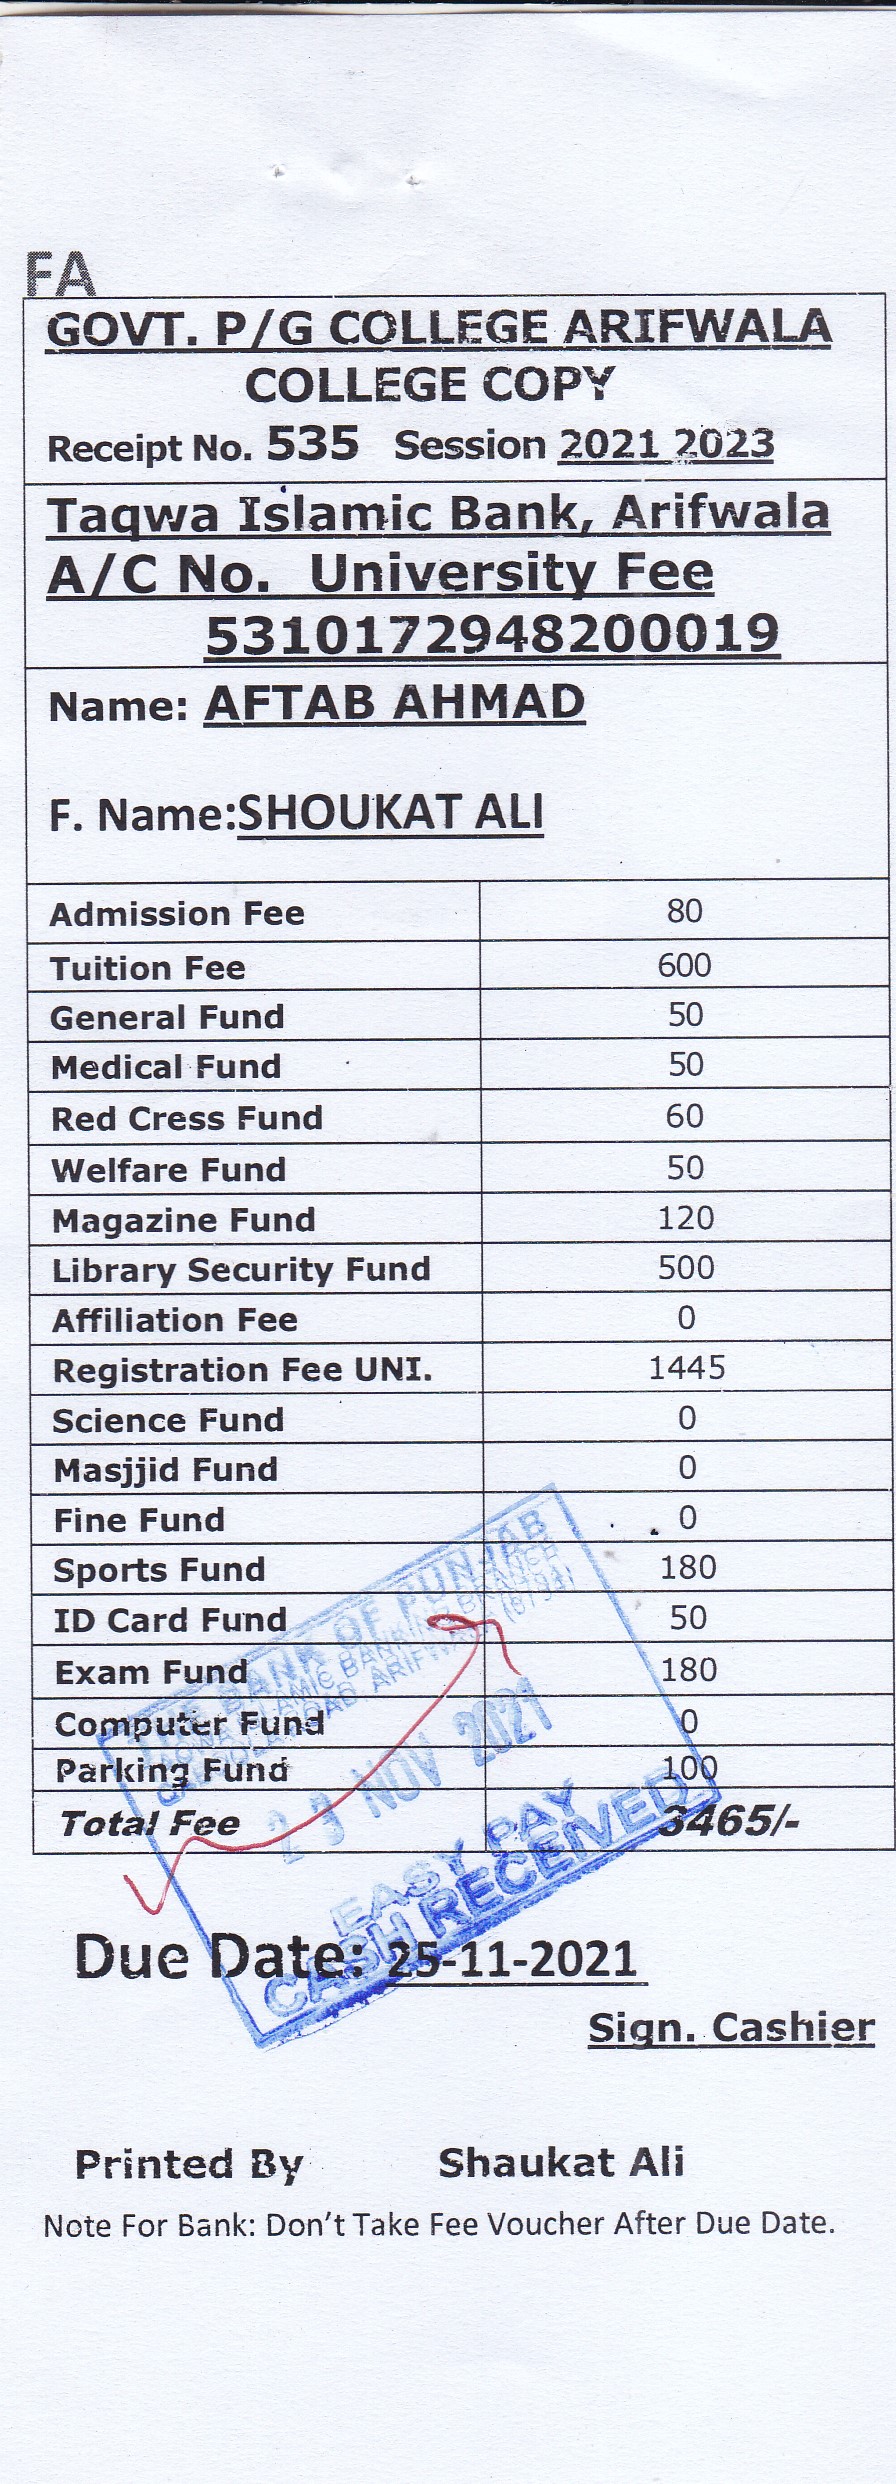 FA
GOVT. P/G COLLEGE ARIFWALA
COLLEGE COPY
Receipt No. 535 Session 2021 2023
Taqwa Islamic Bank, Arifwala
A/C No. University Fee
5310172948200019
Name: AFTAB AHMAD
F. Name:SHOUKAT ALI
Admission Fee 80
Tuition Fee 600
General Fund 50
Medical Fund 50
Red Cress Fund 60
Welfare Fund 50
Magazine Fund 120
Library Security Fund 500
Affiliation Fee 0
Registration Fee UNI. 1445
Science Fund 0
Masjjid Fund 0
Fine Fund 0
Sports Fund 180
ID Card Fund 50
Exam Fund 180
Computer Fund 0
Parking Fund 100
Total Fee 3465/-
THE BANK OF PUNJAB
ISLAMIC BANKING BRANCH
ARIFWALA
23 NOV 2021
EASY PAY
CASH RECEIVED
Due Date: 25-11-2021
Sign. Cashier
Printed By Shaukat Ali
Note For Bank: Don't Take Fee Voucher After Due Date.